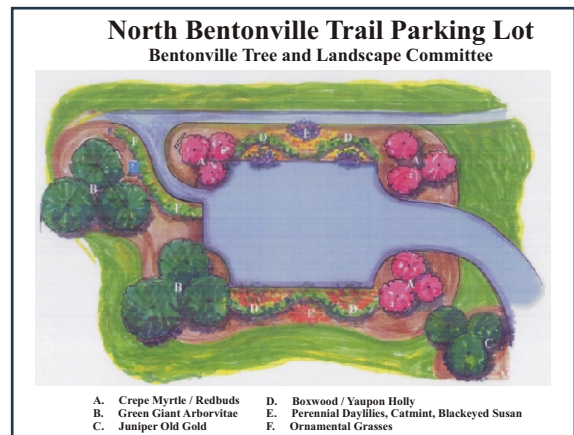 North Bentonville Trail Parking Lot
Bentonville Tree and Landscape Committee
E
D D
F A A
B
F
B A
D D
E
C
A. Crepe Myrtle / Redbuds
B. Green Giant Arborvitae
C. Juniper Old Gold
D. Boxwood / Yaupon Holly
E. Perennial Daylilies, Catmint, Blackeyed Susan
F. Ornamental Grasses